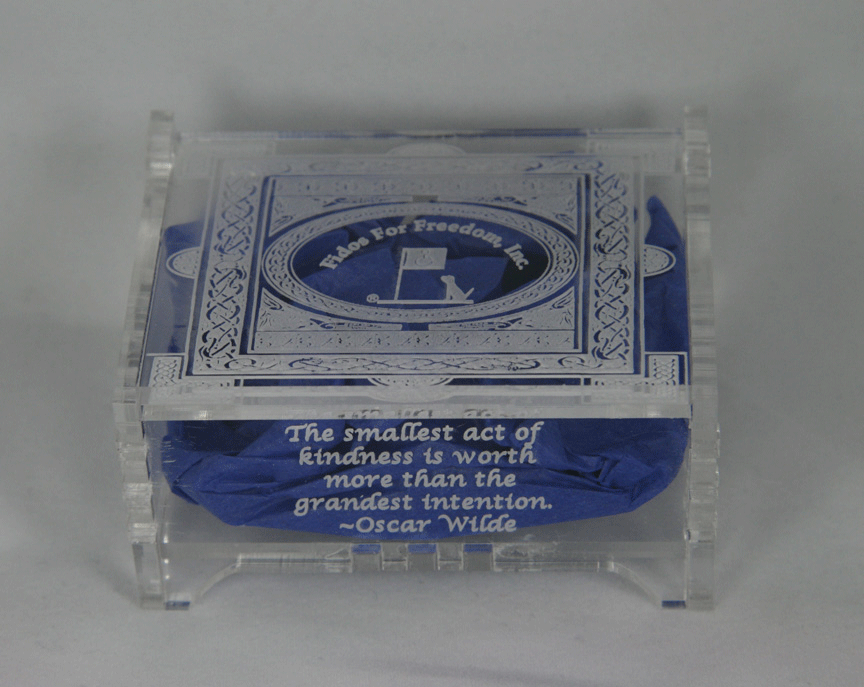 Fidos For Freedom, Inc.
®
The smallest act of
kindness is worth
more than the
grandest intention.
~Oscar Wilde